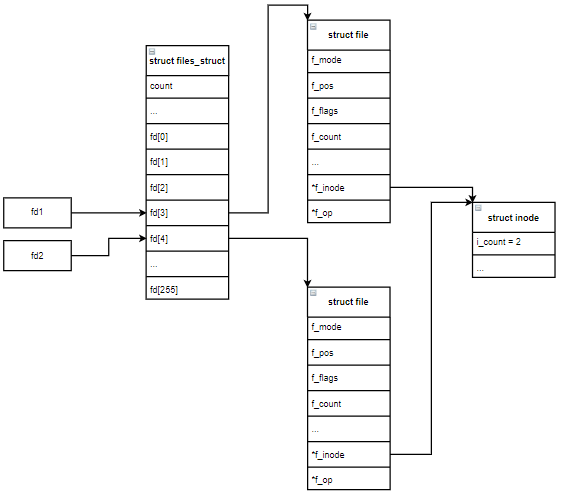 struct files_struct
count
...
fd[0]
fd[1]
fd[2]
fd[3]
fd[4]
...
fd[255]
fd1
fd2
struct file
f_mode
f_pos
f_flags
f_count
...
*f_inode
*f_op
struct file
f_mode
f_pos
f_flags
f_count
...
*f_inode
*f_op
struct inode
i_count = 2
...